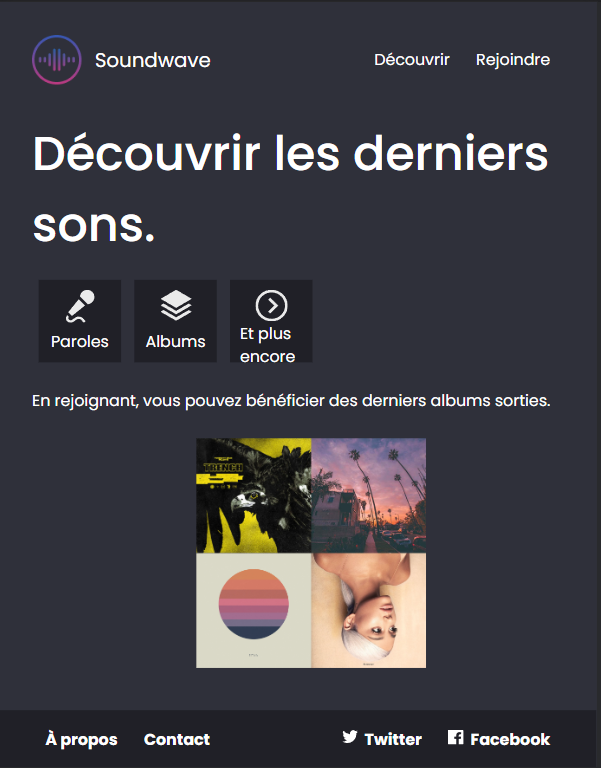 Soundwave
Découvrir
Rejoindre
Découvrir les derniers
sons.
Paroles
Albums
Et plus
encore
En rejoignant, vous pouvez bénéficier des derniers albums sorties.
TRENCH
À propos
Contact
Twitter
Facebook